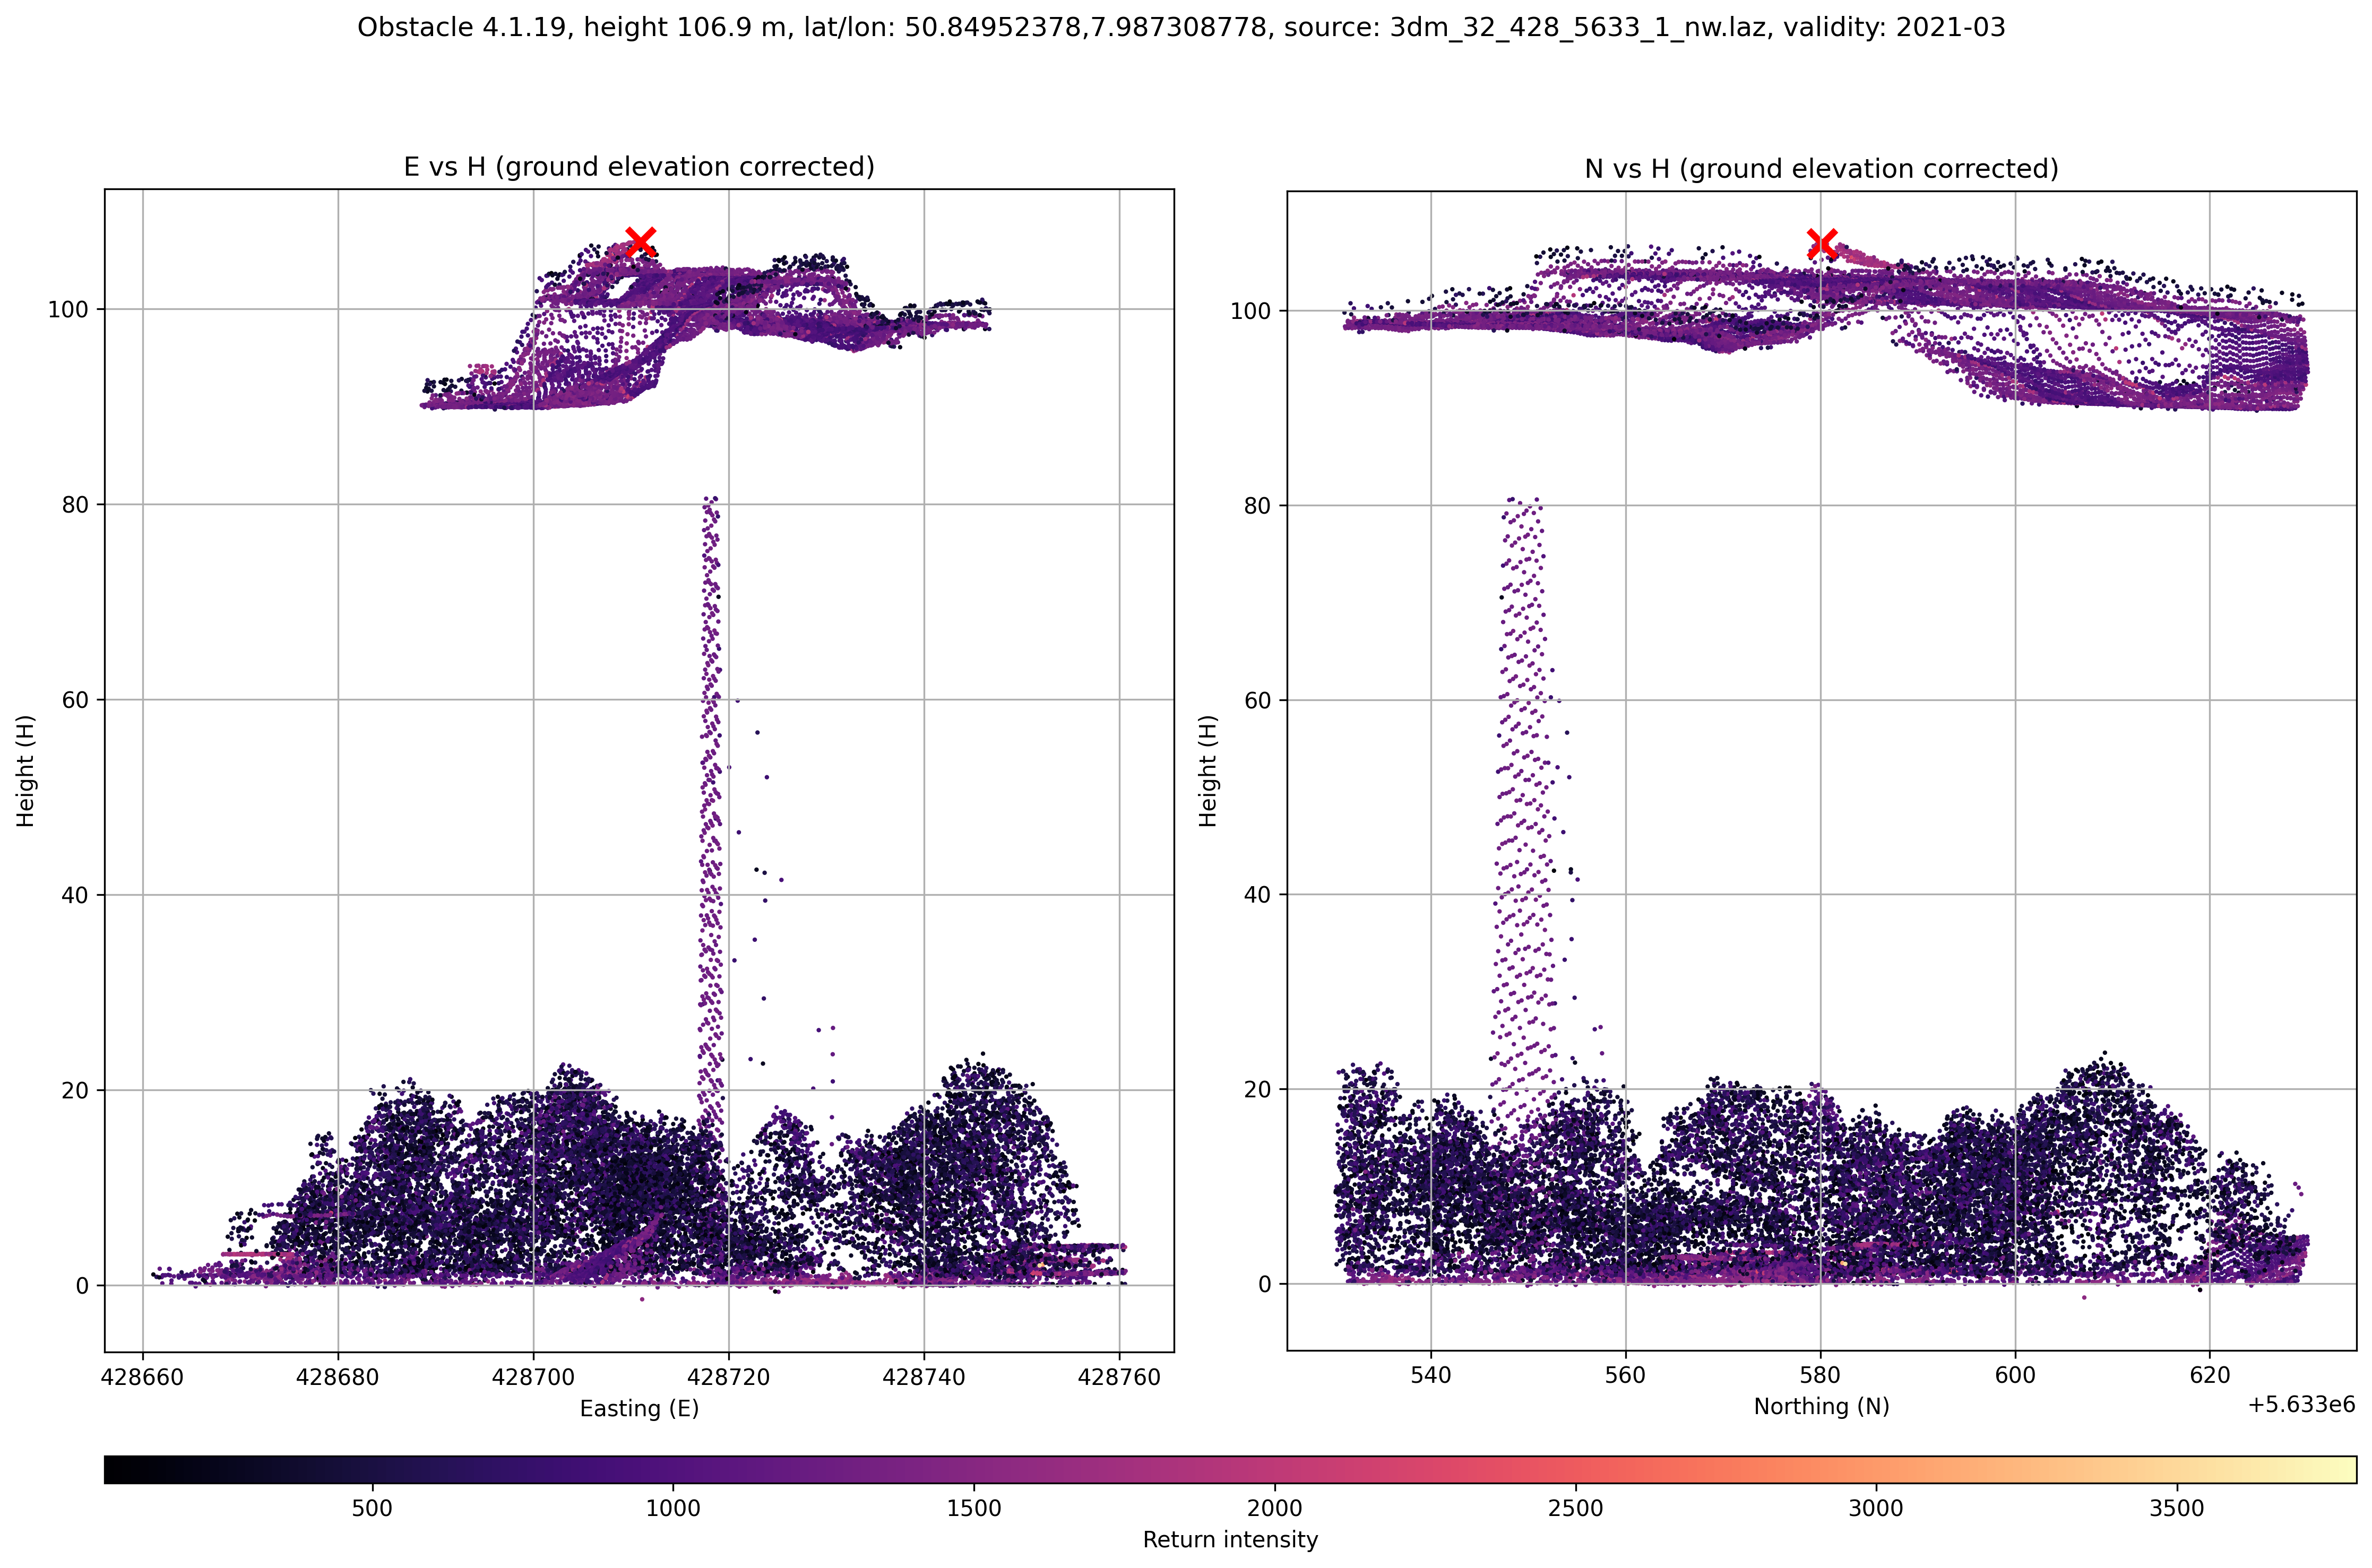 Obstacle 4.1.19, height 106.9 m, lat/lon: 50.84952378,7.987308778, source: 3dm_32_428_5633_1_nw.laz, validity: 2021-03
E vs H (ground elevation corrected)
100
80
60
40
20
0
Height (H)
428660 428680 428700 428720 428740 428760
Easting (E)
N vs H (ground elevation corrected)
100
80
60
40
20
0
Height (H)
540 560 580 600 620
+5.633e6
Northing (N)
500 1000 1500 2000 2500 3000 3500
Return intensity